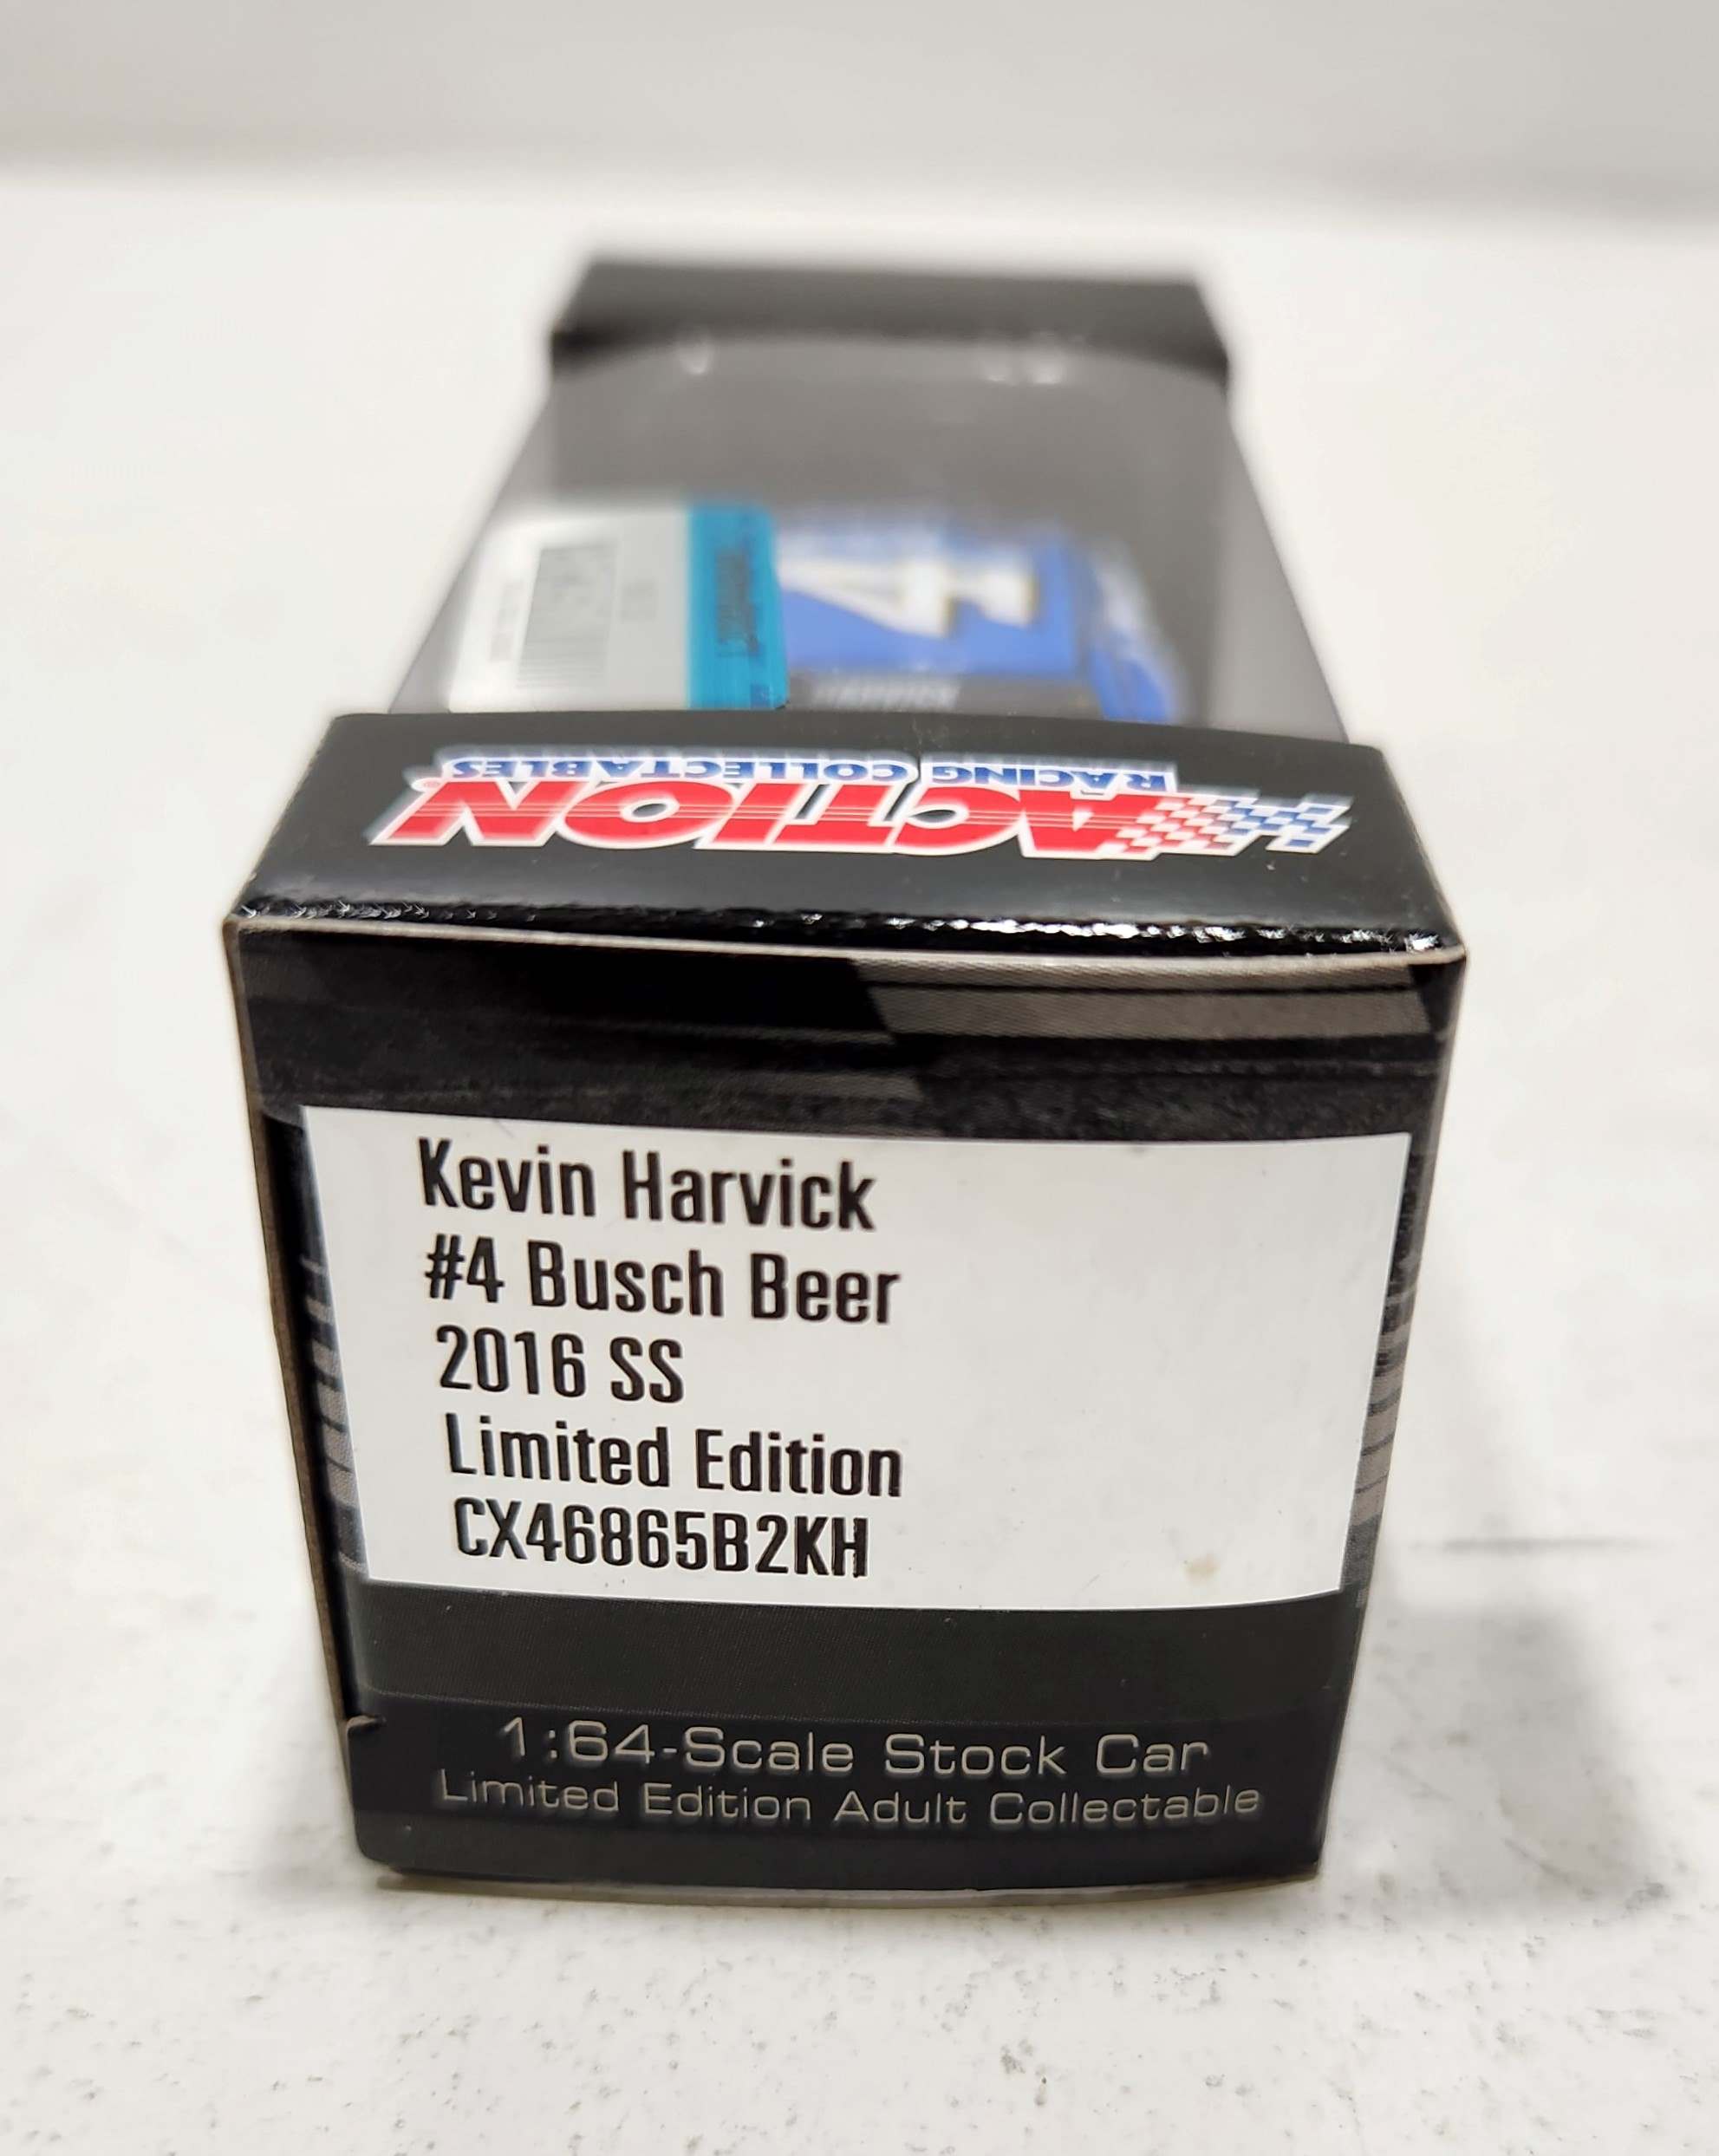 4
ACTION
RACING COLLECTABLES
Kevin Harvick
#4 Busch Beer
2016 SS
Limited Edition
CX46865B2KH
1:64-Scale Stock Car
Limited Edition Adult Collectable